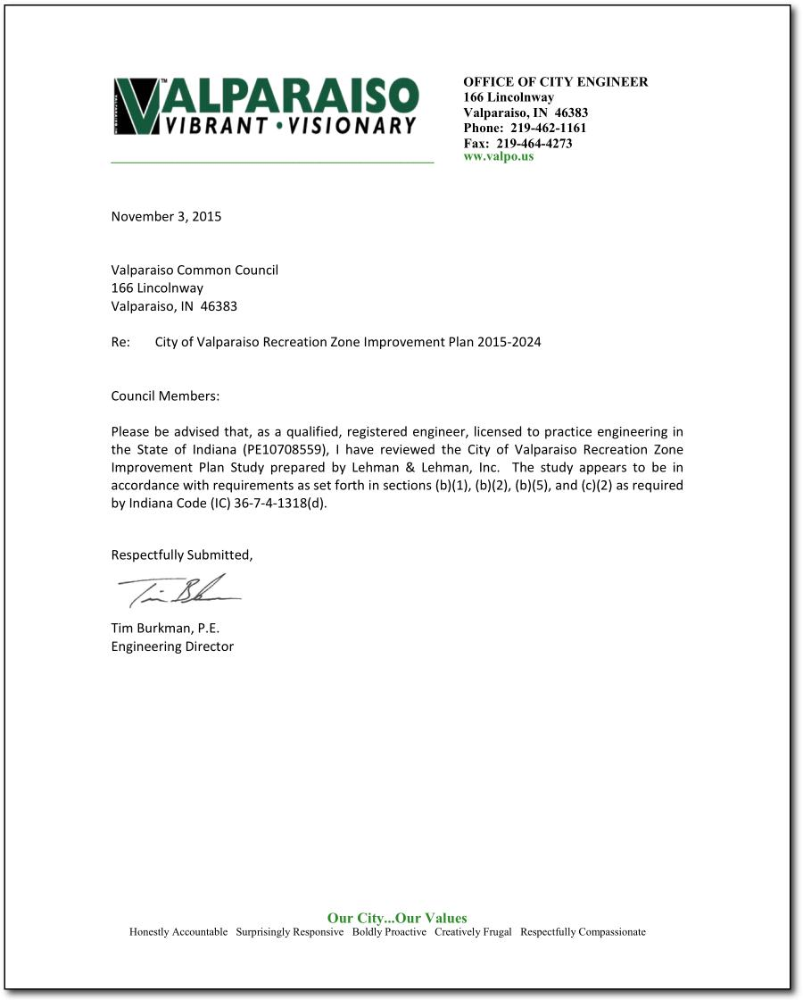 VALPARAISO
VIBRANT • VISIONARY
OFFICE OF CITY ENGINEER
166 Lincolnway
Valparaiso, IN  46383
Phone:  219-462-1161
Fax:  219-464-4273
ww.valpo.us
November 3, 2015
Valparaiso Common Council
166 Lincolnway
Valparaiso, IN  46383
Re: City of Valparaiso Recreation Zone Improvement Plan 2015-2024
Council Members:
Please be advised that, as a qualified, registered engineer, licensed to practice engineering in
the State of Indiana (PE10708559), I have reviewed the City of Valparaiso Recreation Zone
Improvement Plan Study prepared by Lehman & Lehman, Inc.  The study appears to be in
accordance with requirements as set forth in sections (b)(1), (b)(2), (b)(5), and (c)(2) as required
by Indiana Code (IC) 36-7-4-1318(d).
Respectfully Submitted,
Tim Burkman, P.E.
Engineering Director
Our City...Our Values
Honestly Accountable   Surprisingly Responsive   Boldly Proactive   Creatively Frugal   Respectfully Compassionate